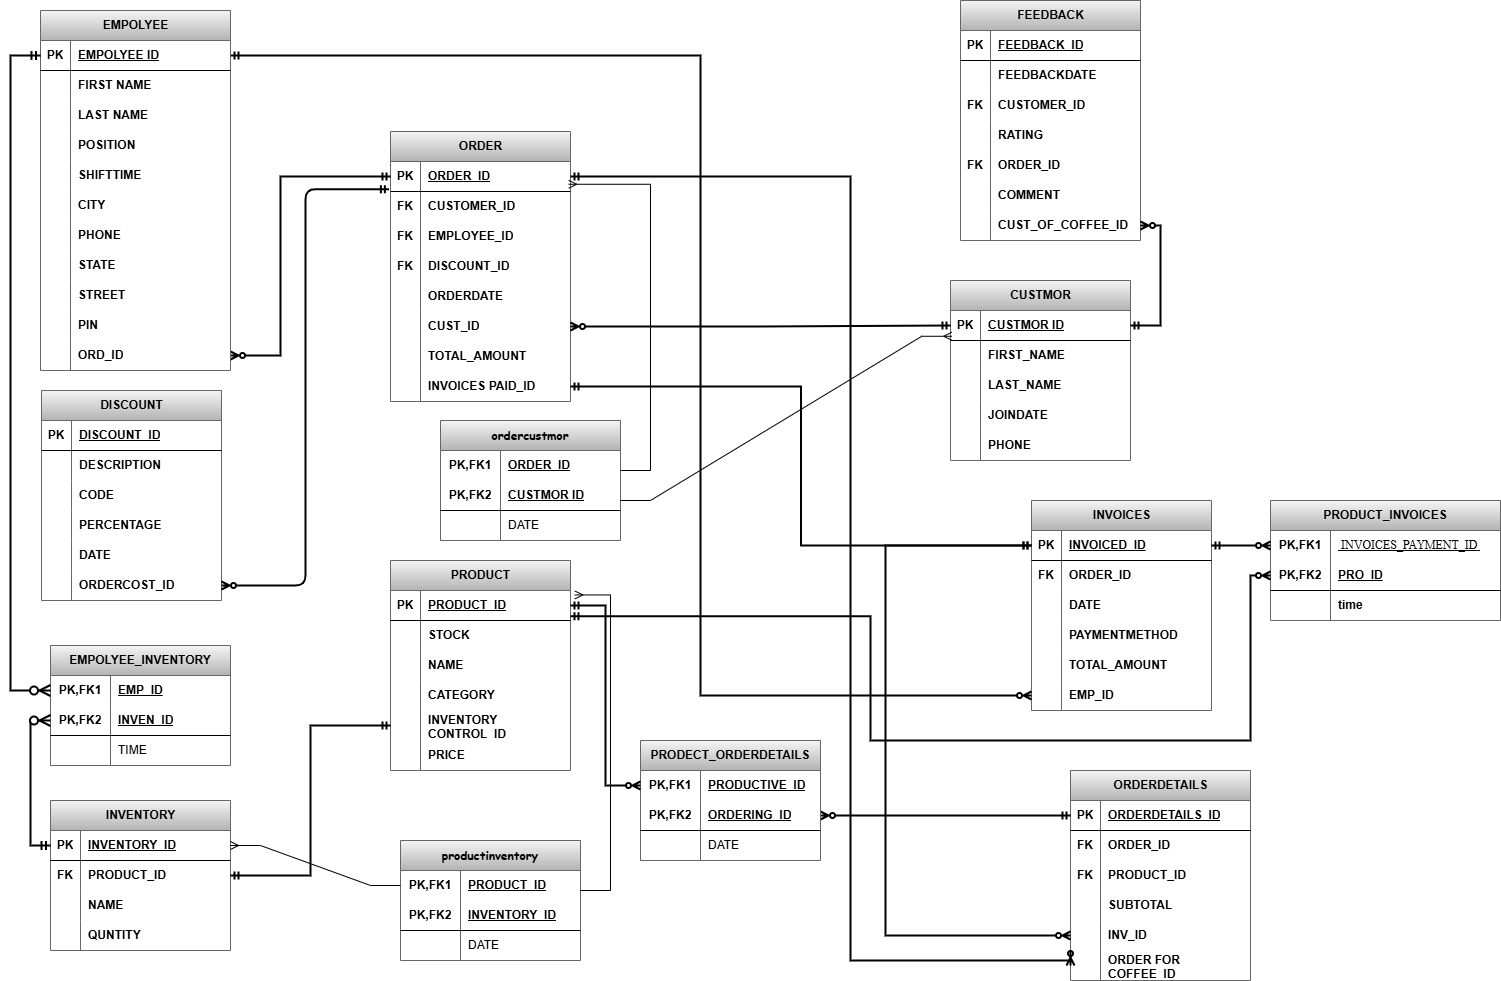 EMPOLYEE
PK EMPOLYEE ID
FIRST NAME
LAST NAME
POSITION
SHIFTTIME
CITY
PHONE
STATE
STREET
PIN
ORD_ID
FEEDBACK
PK FEEDBACK_ID
FEEDBACKDATE
FK CUSTOMER_ID
RATING
FK ORDER_ID
COMMENT
CUST_OF_COFFEE_ID
ORDER
PK ORDER_ID
FK CUSTOMER_ID
FK EMPLOYEE_ID
FK DISCOUNT_ID
ORDERDATE
CUST_ID
TOTAL_AMOUNT
INVOICES PAID_ID
CUSTMOR
PK CUSTMOR ID
FIRST_NAME
LAST_NAME
JOINDATE
PHONE
DISCOUNT
PK DISCOUNT_ID
DESCRIPTION
CODE
PERCENTAGE
DATE
ORDERCOST_ID
ordercustmor
PK,FK1 ORDER_ID
PK,FK2 CUSTMOR ID
DATE
INVOICES
PK INVOICED_ID
FK ORDER_ID
DATE
PAYMENTMETHOD
TOTAL_AMOUNT
EMP_ID
PRODUCT_INVOICES
PK,FK1 INVOICES_PAYMENT_ID
PK,FK2 PRO_ID
time
PRODUCT
PK PRODUCT_ID
STOCK
NAME
CATEGORY
INVENTORY
CONTROL_ID
PRICE
EMPOLYEE_INVENTORY
PK,FK1 EMP_ID
PK,FK2 INVEN_ID
TIME
PRODECT_ORDERDETAILS
PK,FK1 PRODUCTIVE_ID
PK,FK2 ORDERING_ID
DATE
ORDERDETAILS
PK ORDERDETAILS_ID
FK ORDER_ID
FK PRODUCT_ID
SUBTOTAL
INV_ID
ORDER FOR
COFFEE_ID
INVENTORY
PK INVENTORY_ID
FK PRODUCT_ID
NAME
QUNTITY
productinventory
PK,FK1 PRODUCT_ID
PK,FK2 INVENTORY_ID
DATE